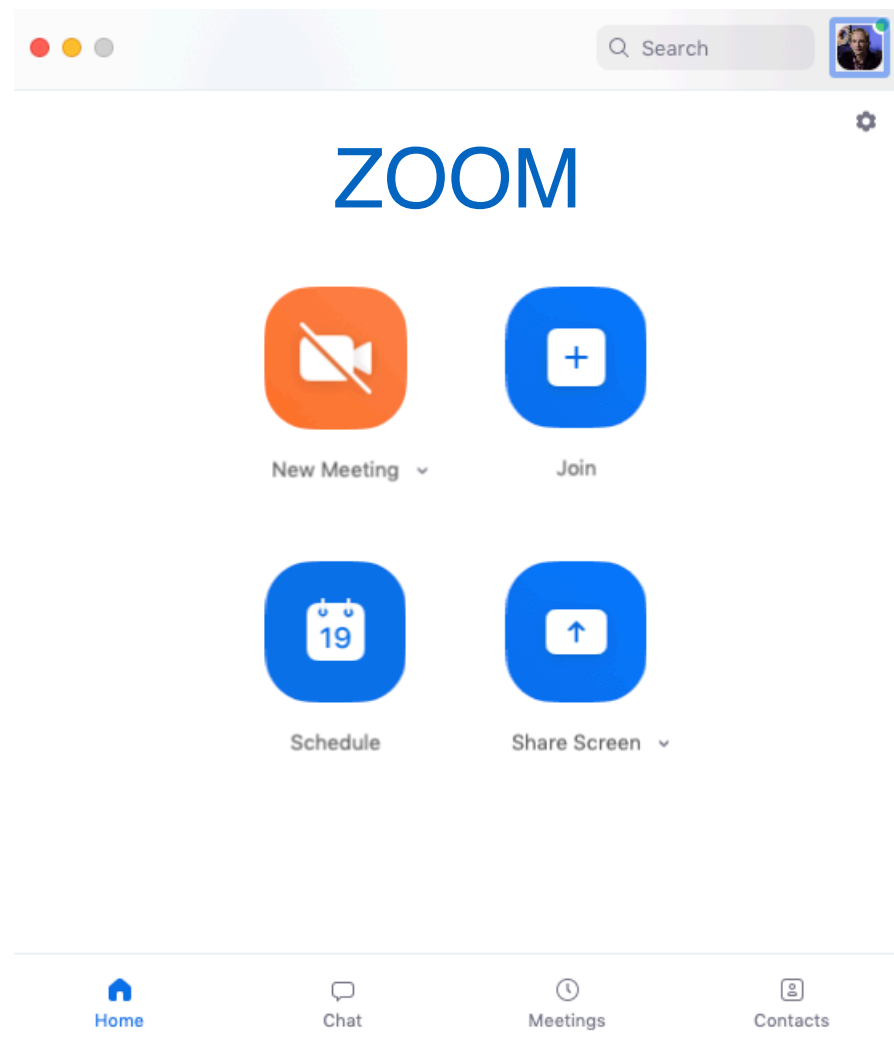 Search
ZOOM
New Meeting
Join
19
Schedule
Share Screen
Home
Chat
Meetings
Contacts